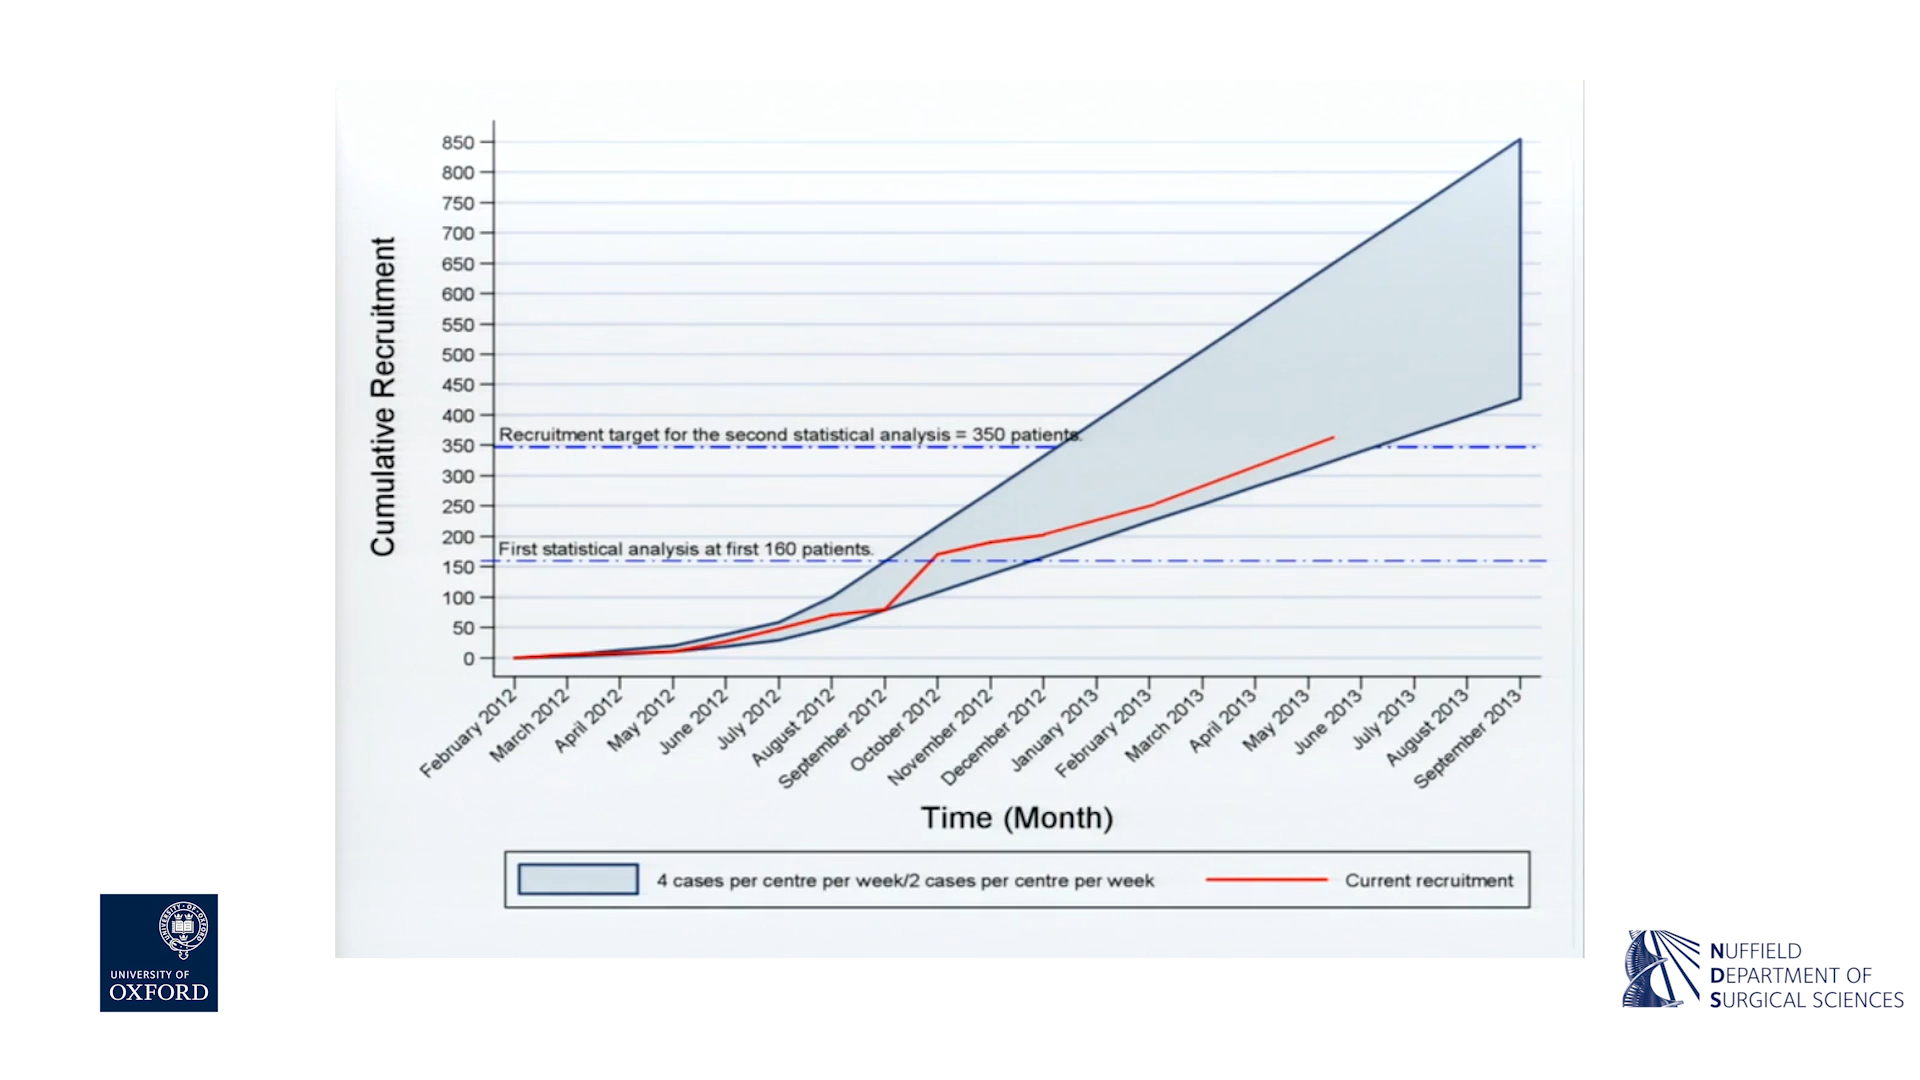 Cumulative Recruitment
850
800
750
700
650
600
550
500
450
400
350
300
250
200
150
100
50
0
Recruitment target for the second statistical analysis = 350 patients.
First statistical analysis at first 160 patients.
February 2012
March 2012
April 2012
May 2012
June 2012
July 2012
August 2012
September 2012
October 2012
November 2012
December 2012
January 2013
February 2013
March 2013
April 2013
May 2013
June 2013
July 2013
August 2013
September 2013
Time (Month)
4 cases per centre per week/2 cases per centre per week
Current recruitment
UNIVERSITY OF
OXFORD
NUFFIELD
DEPARTMENT OF
SURGICAL SCIENCES